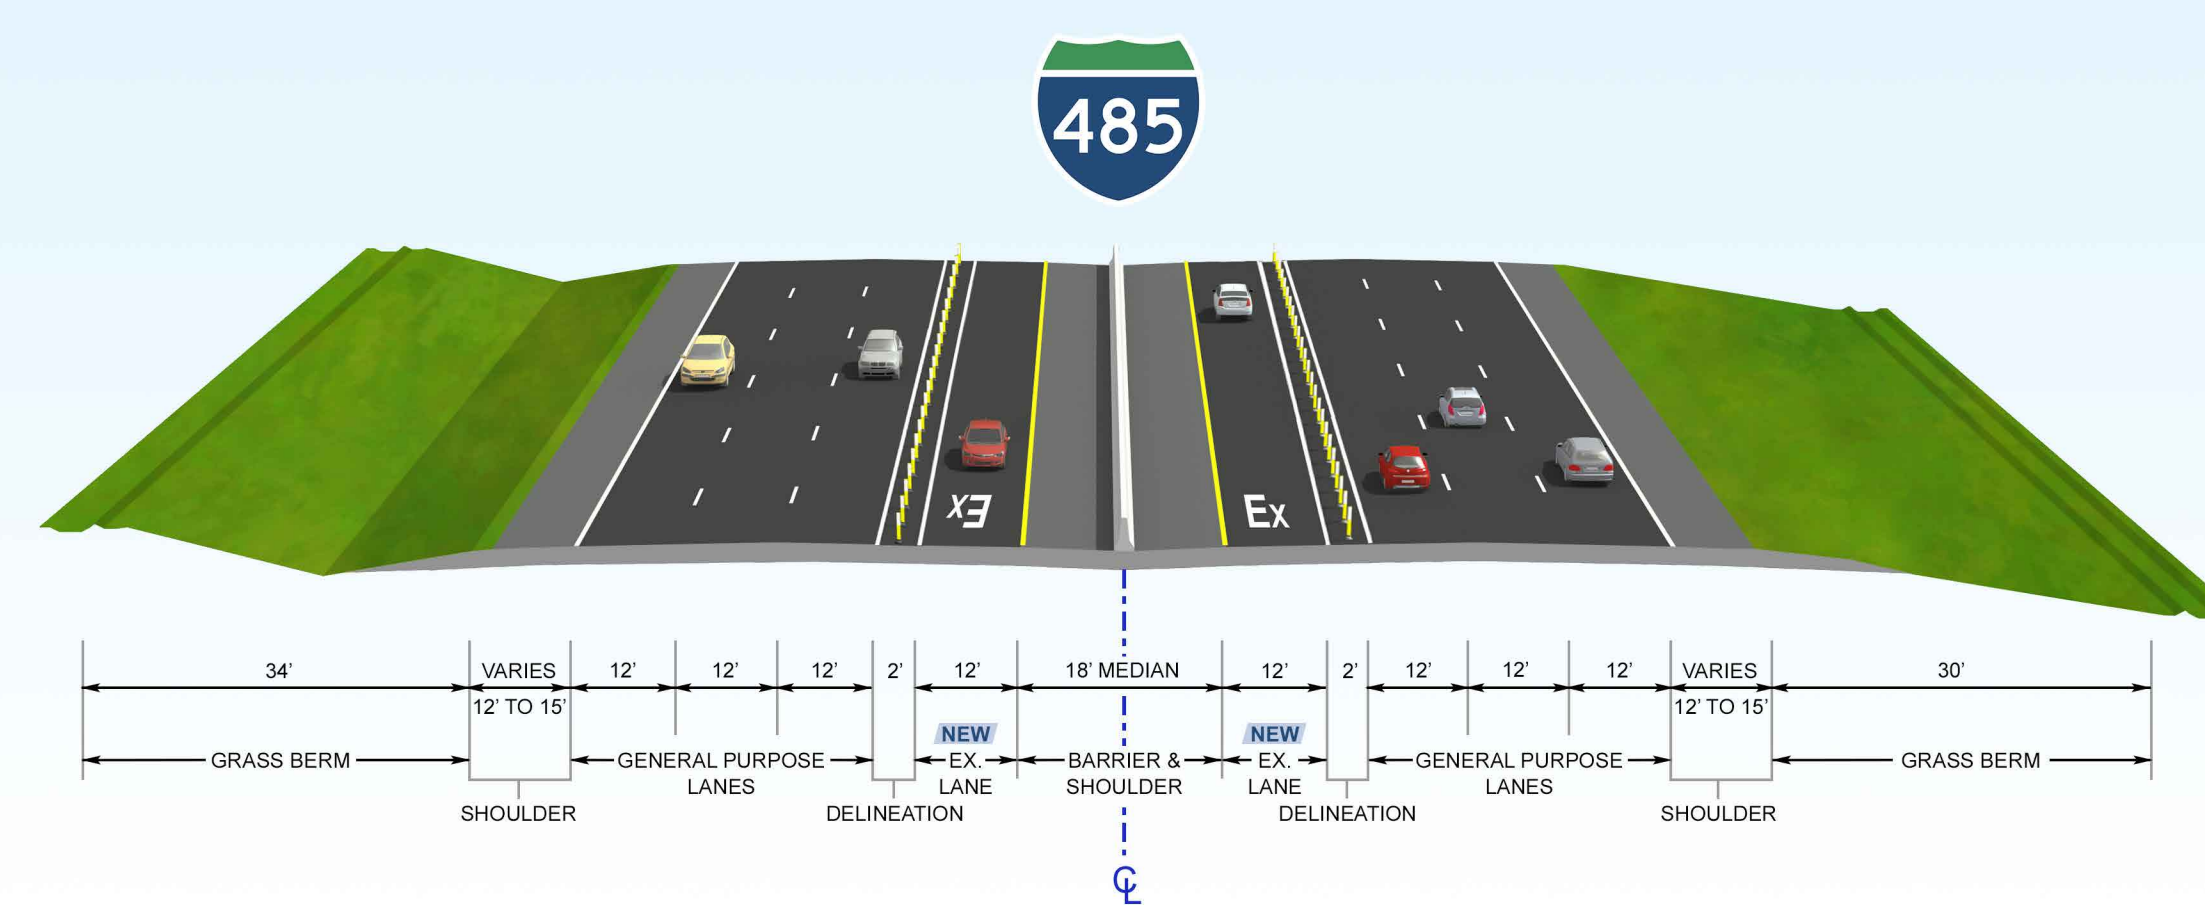 485
Ex
Ex
34’
VARIES
12’ TO 15’
12’
12’
12’
2’
12’
18’ MEDIAN
12’
2’
12’
12’
12’
VARIES
12’ TO 15’
30’
NEW
NEW
GRASS BERM
GENERAL PURPOSE
LANES
EX.
LANE
BARRIER &
SHOULDER
EX.
LANE
GENERAL PURPOSE
LANES
GRASS BERM
SHOULDER
DELINEATION
DELINEATION
SHOULDER
CL